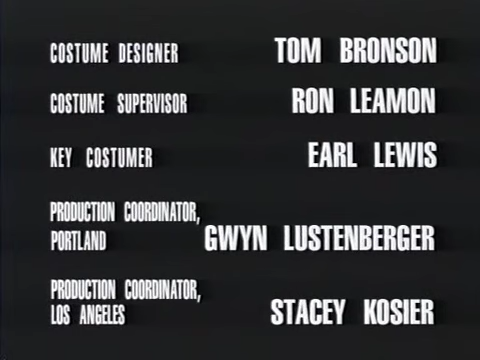 COSTUME DESIGNER TOM BRONSON
COSTUME SUPERVISOR RON LEAMON
KEY COSTUMER EARL LEWIS
PRODUCTION COORDINATOR,
PORTLAND GWYN LUSTENBERGER
PRODUCTION COORDINATOR,
LOS ANGELES STACEY KOSIER